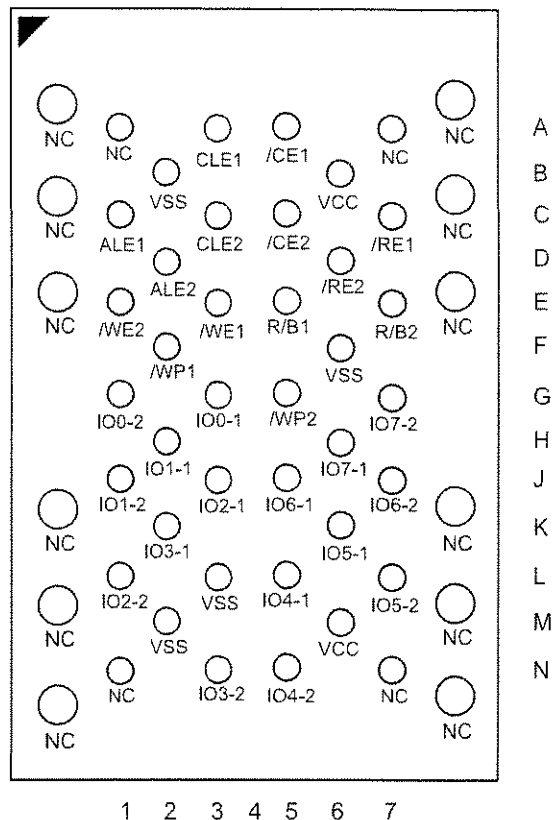 NC NC CLE1 /CE1 NC NC A
VSS VCC B
NC ALE1 CLE2 /CE2 /RE1 NC C
ALE2 /RE2 D
NC /WE2 /WE1 R/B1 R/B2 NC E
/WP1 VSS F
IO0-2 IO0-1 /WP2 IO7-2 G
IO1-1 IO7-1 H
IO1-2 IO2-1 IO6-1 IO6-2 J
NC IO3-1 IO5-1 NC K
IO2-2 VSS IO4-1 IO5-2 L
NC VSS VCC NC M
NC IO3-2 IO4-2 NC N
NC NC
1 2 3 4 5 6 7